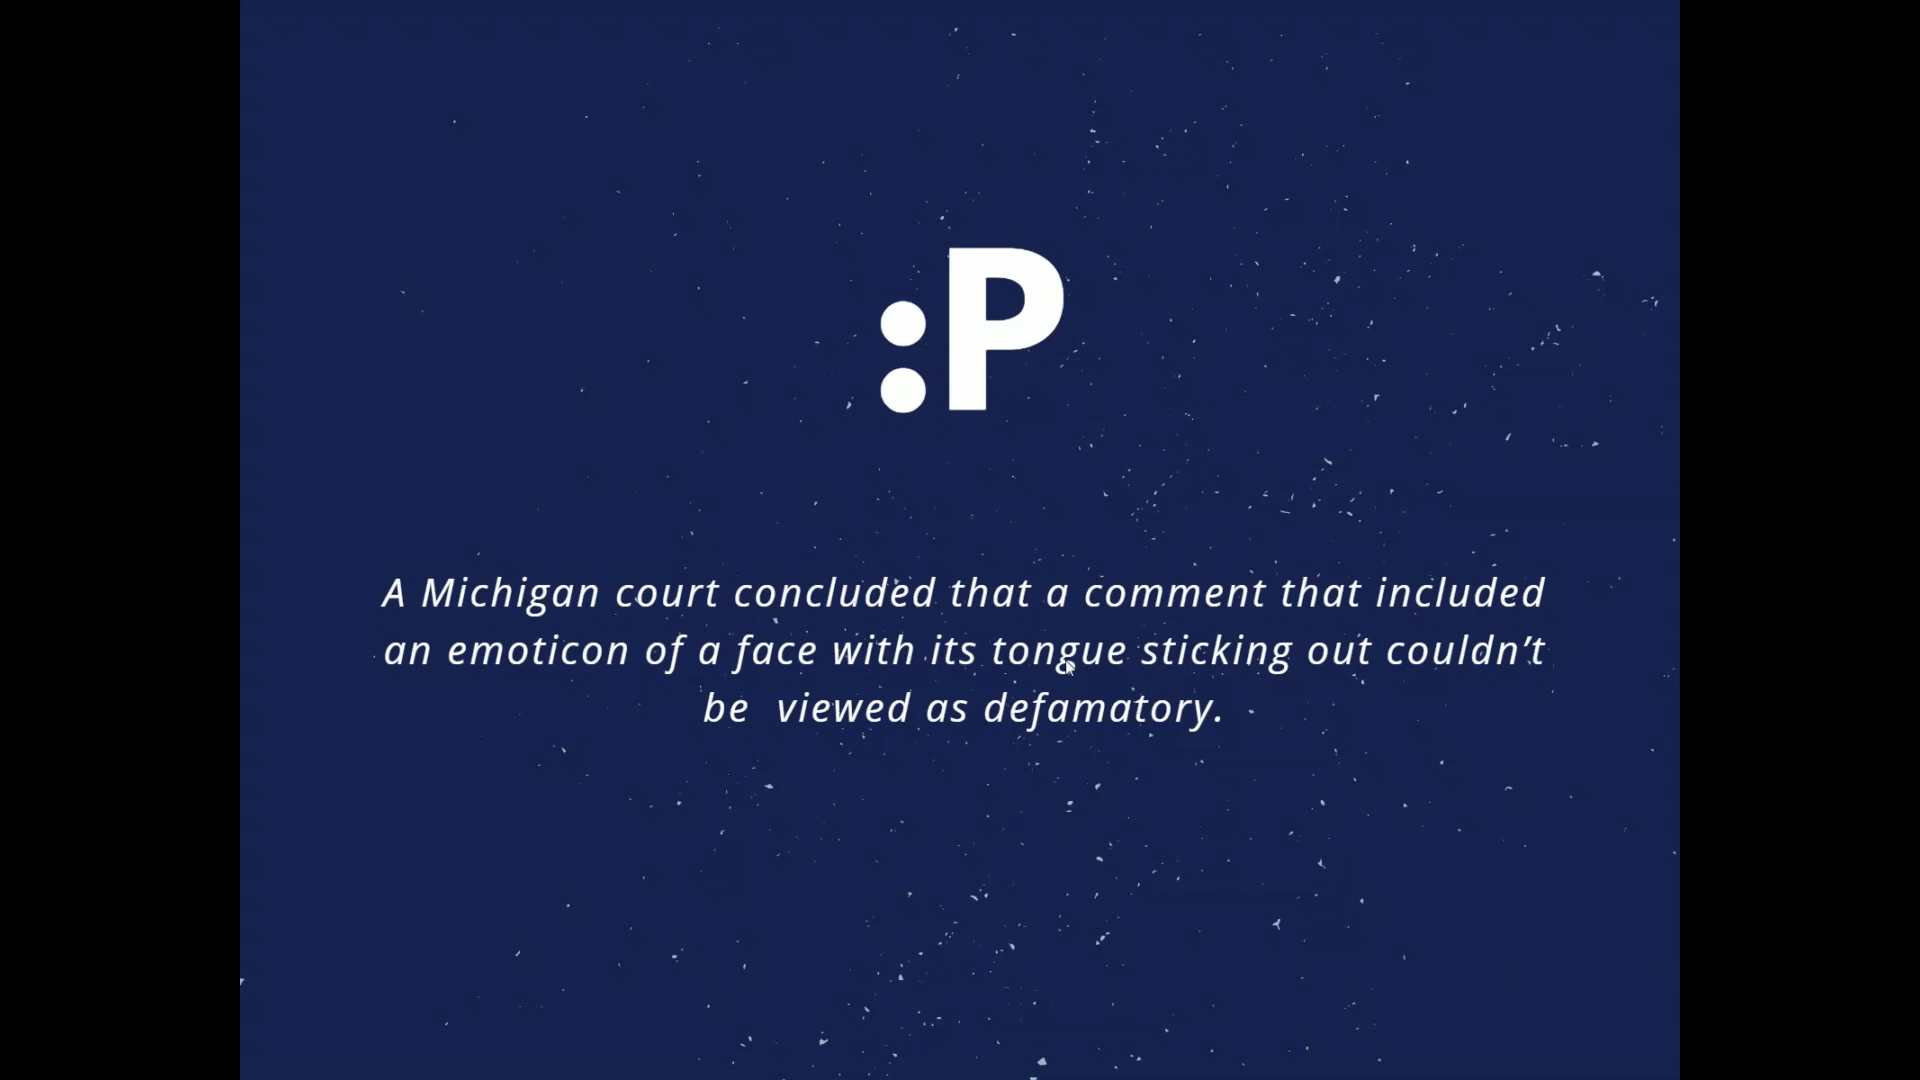 :P
A Michigan court concluded that a comment that included
an emoticon of a face with its tongue sticking out couldn’t
be  viewed as defamatory.